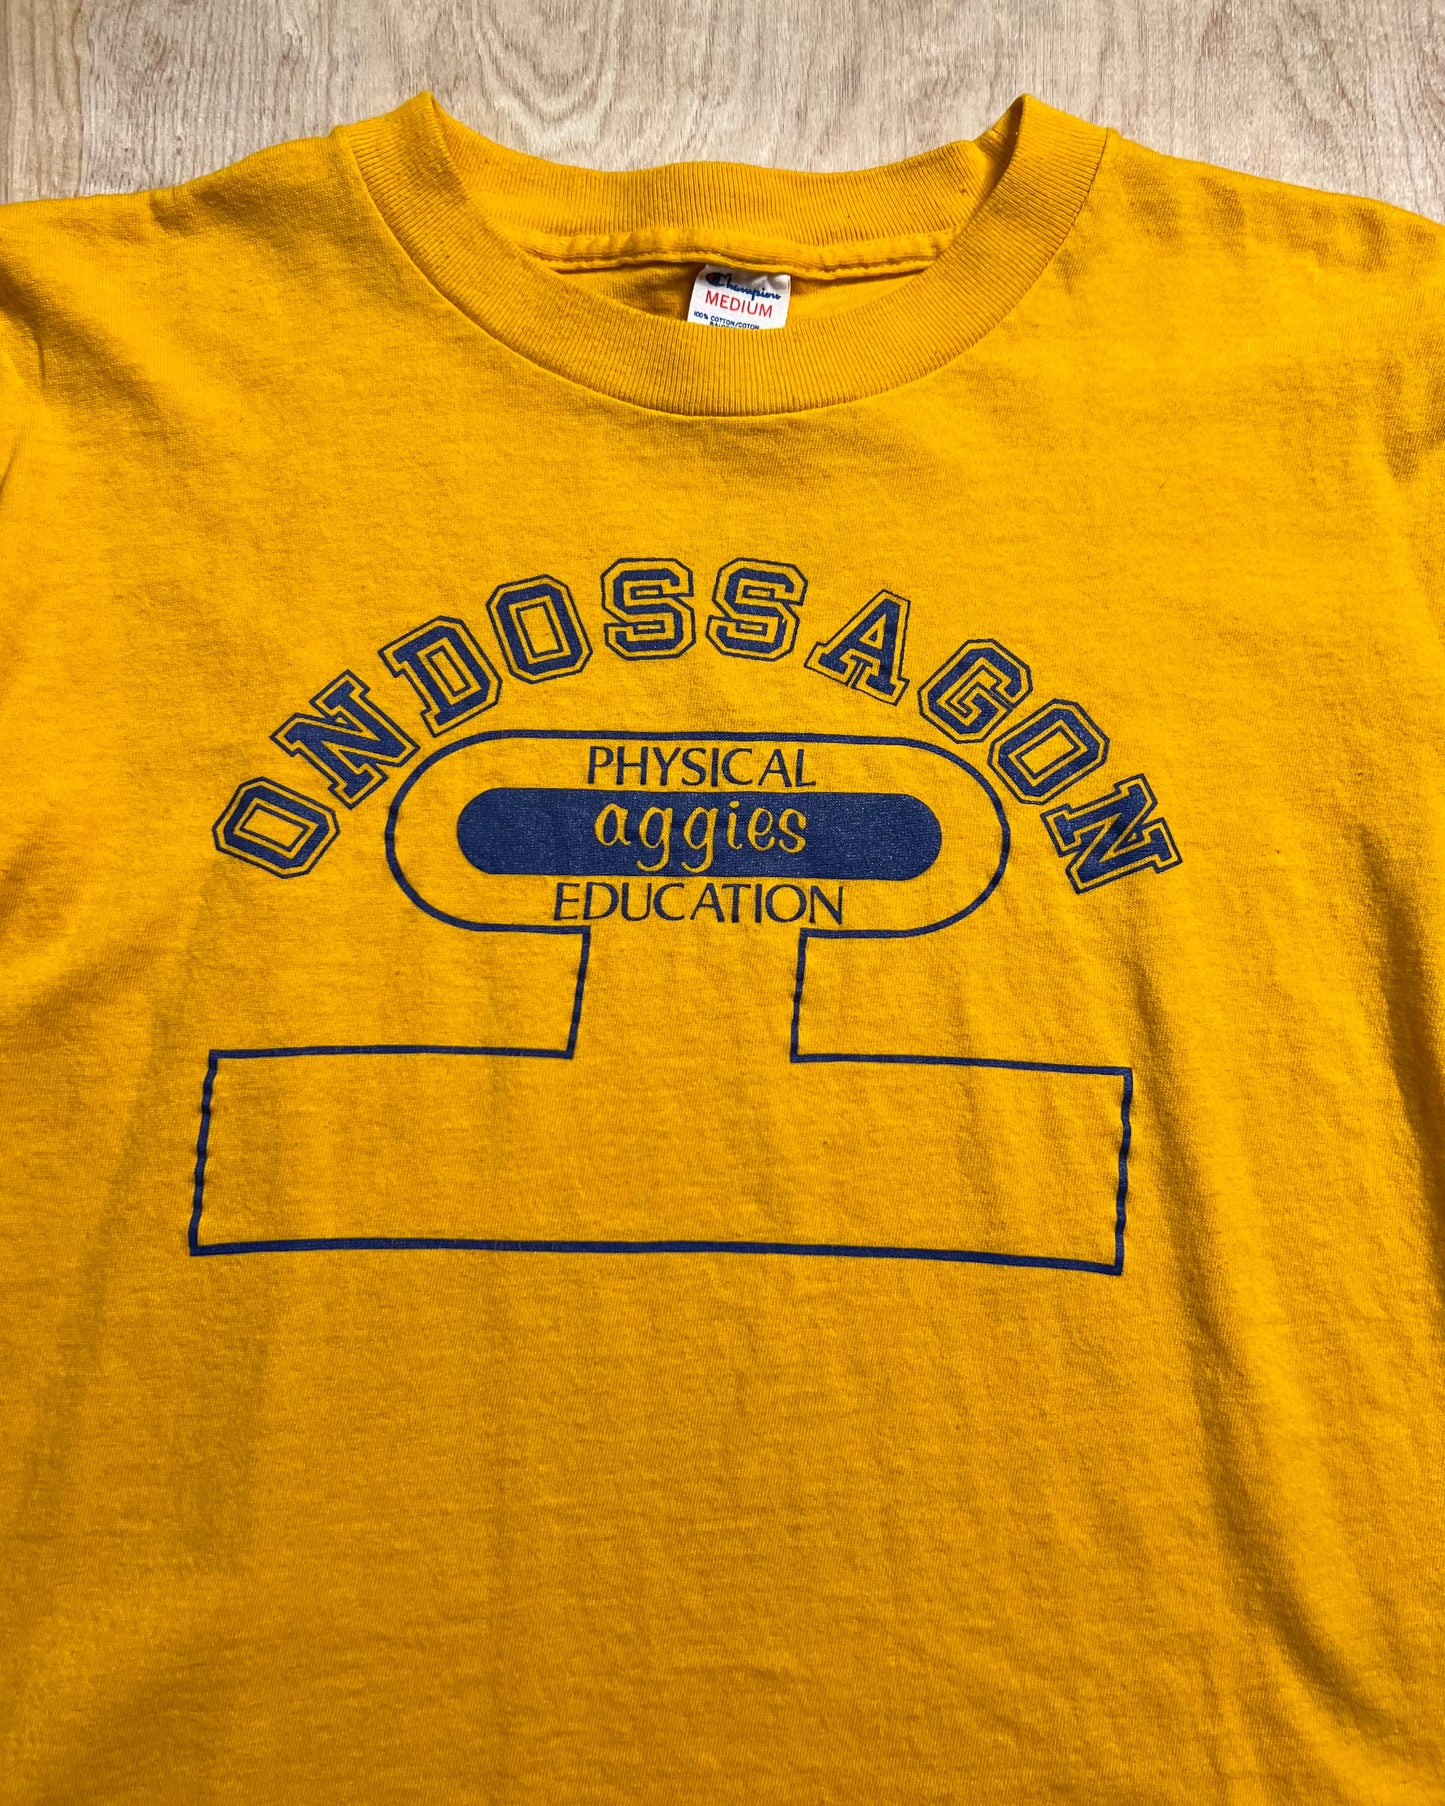 Champion
MEDIUM
100% COTTON/COTON
ONDOSSAGON
PHYSICAL
aggies
EDUCATION